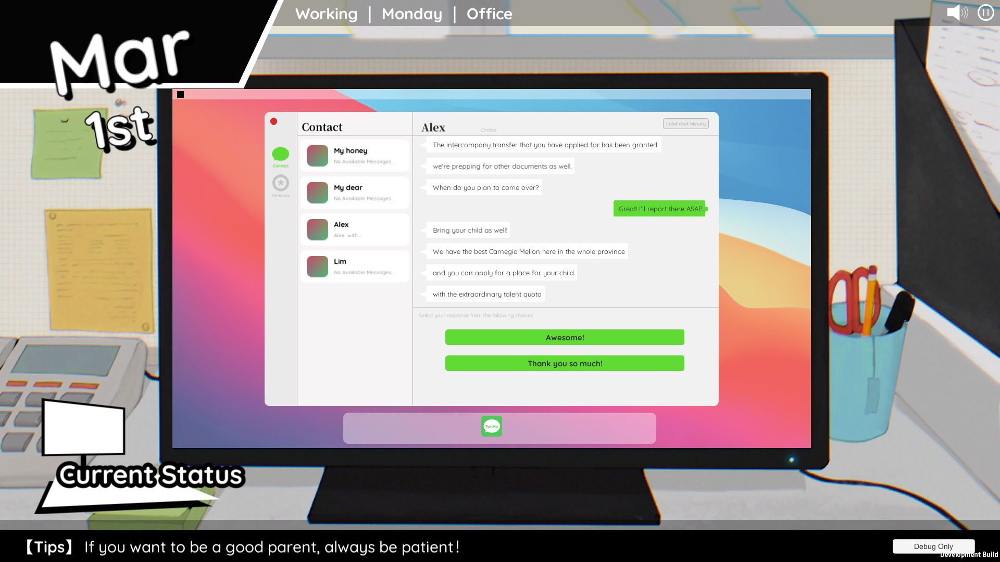 Working | Monday | Office
Mar
1st
Contact
Moments
Contact
My honey
No Available Messages.
My dear
No Available Messages.
Alex
Alex: with...
Lim
No Available Messages.
Alex
Online
Load chat history
The intercompany transfer that you have applied for has been granted.
we're prepping for other documents as well.
When do you plan to come over?
Great! I'll report there ASAP.
Bring your child as well!
We have the best Carnegie Mellon here in the whole province
and you can apply for a place for your child
with the extraordinary talent quota
Select your response from the following choices
Awesome!
Thank you so much!
TextMe
Current Status
【Tips】 If you want to be a good parent, always be patient!
Debug Only
Development Build